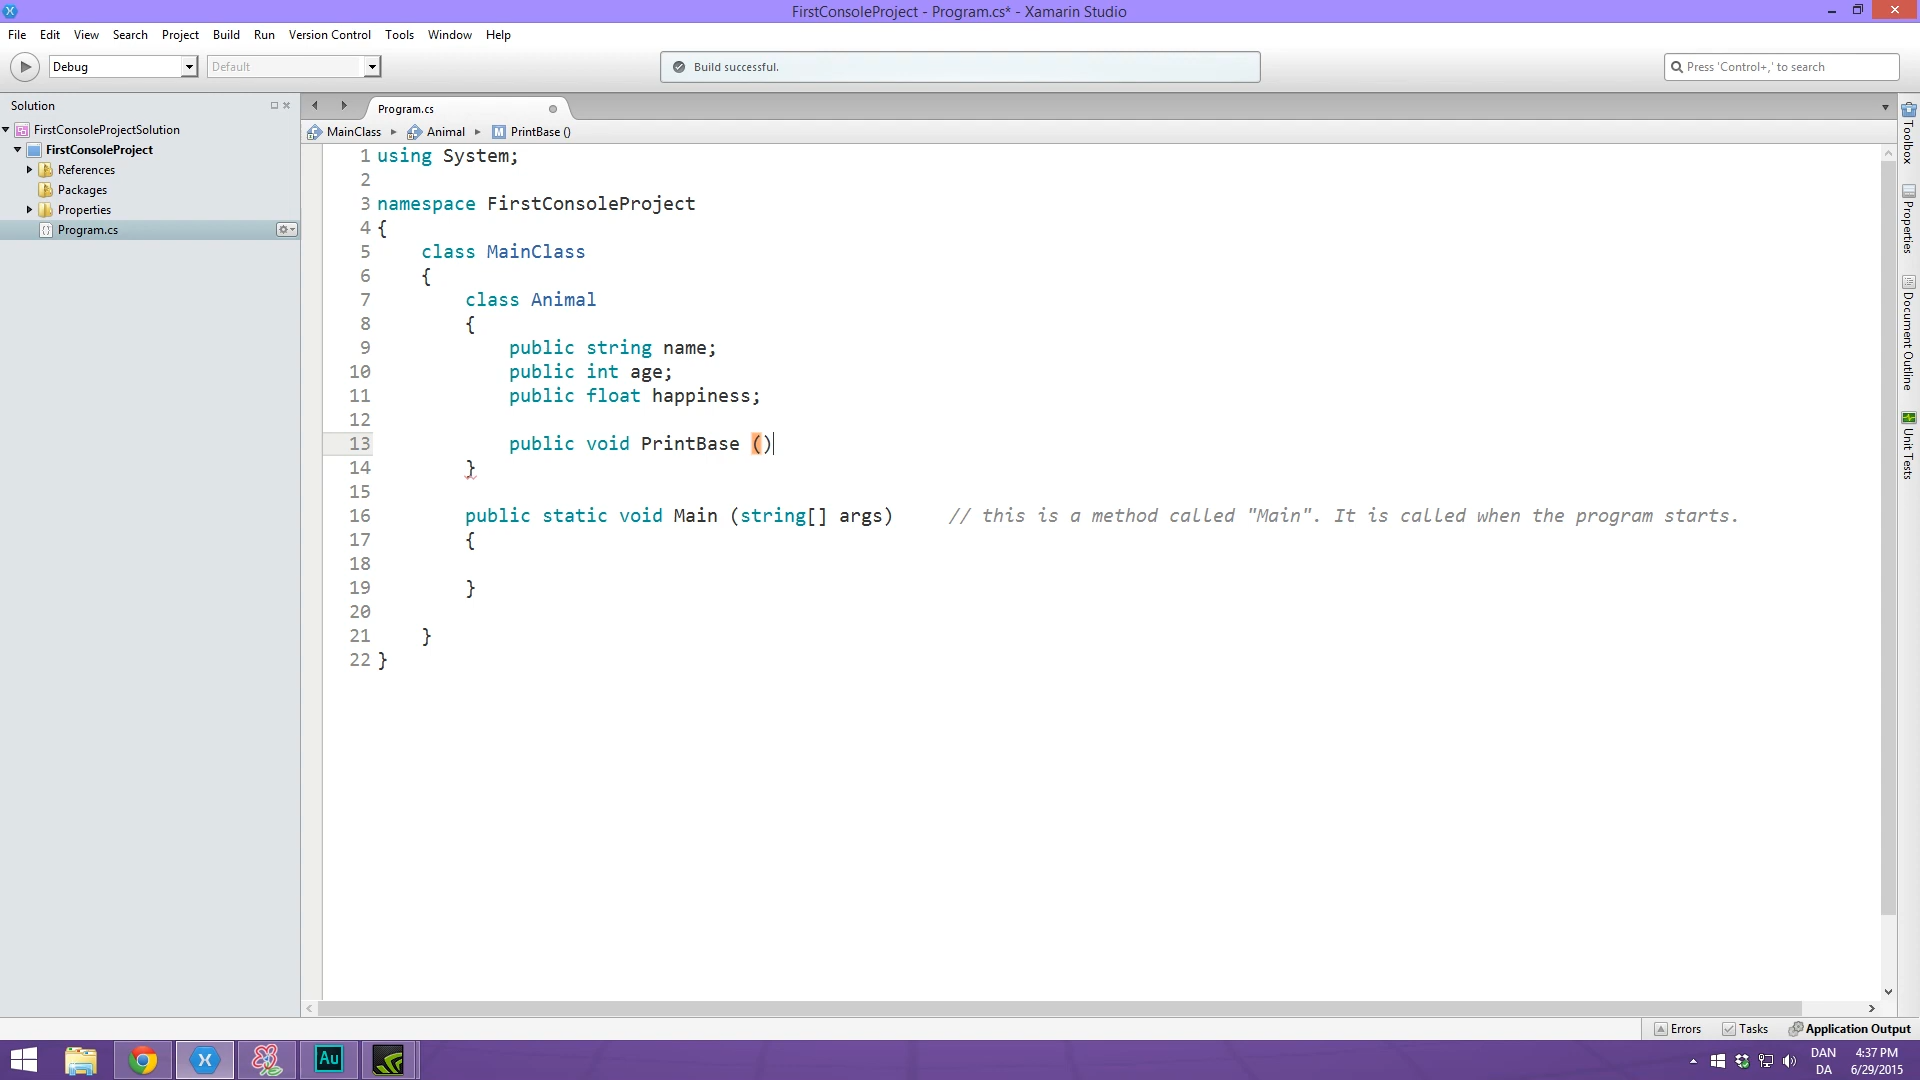 FirstConsoleProject - Program.cs* - Xamarin Studio
File Edit View Search Project Build Run Version Control Tools Window Help
Debug Default Build successful. Press 'Control+,' to search
Solution
FirstConsoleProjectSolution
FirstConsoleProject
References
Packages
Properties
Program.cs
Program.cs
MainClass Animal M PrintBase ()
1 using System;
2
3 namespace FirstConsoleProject
4 {
5 class MainClass
6 {
7 class Animal
8 {
9 public string name;
10 public int age;
11 public float happiness;
12
13 public void PrintBase ()
14 }
15
16 public static void Main (string[] args) // this is a method called "Main". It is called when the program starts.
17 {
18
19 }
20
21 }
22 }
Toolbox
Properties
Document Outline
Unit Tests
Errors Tasks Application Output
Au
DAN
DA
4:37 PM
6/29/2015